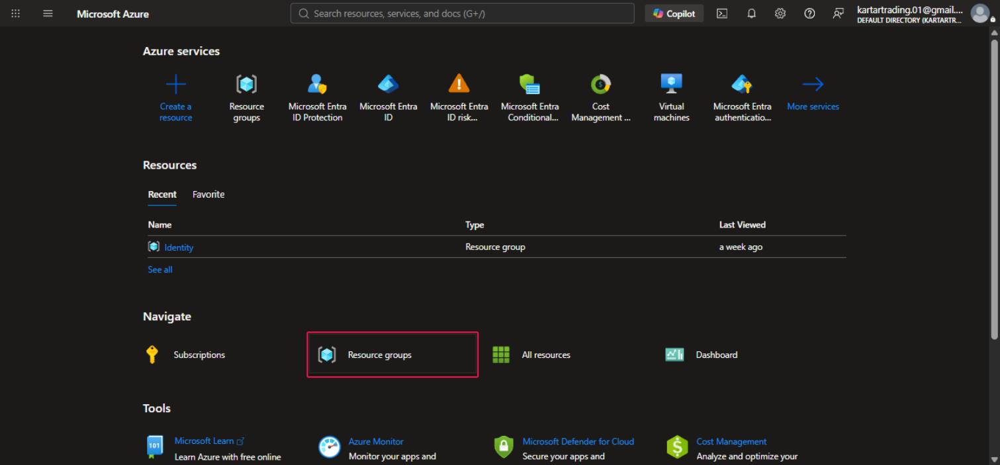 Microsoft Azure
Search resources, services, and docs (G+/)
Copilot
kartartrading.01@gmail....
DEFAULT DIRECTORY (KARTARTR...
Azure services
Create a
resource
Resource
groups
Microsoft Entra
ID Protection
Microsoft Entra
ID
Microsoft Entra
ID risk...
Microsoft Entra
Conditional...
Cost
Management ...
Virtual
machines
Microsoft Entra
authenticatio...
More services
Resources
Recent
Favorite
Name
Type
Last Viewed
Identity
Resource group
a week ago
See all
Navigate
Subscriptions
Resource groups
All resources
Dashboard
Tools
101
Microsoft Learn
Learn Azure with free online
Azure Monitor
Monitor your apps and
Microsoft Defender for Cloud
Secure your apps and
Cost Management
Analyze and optimize your